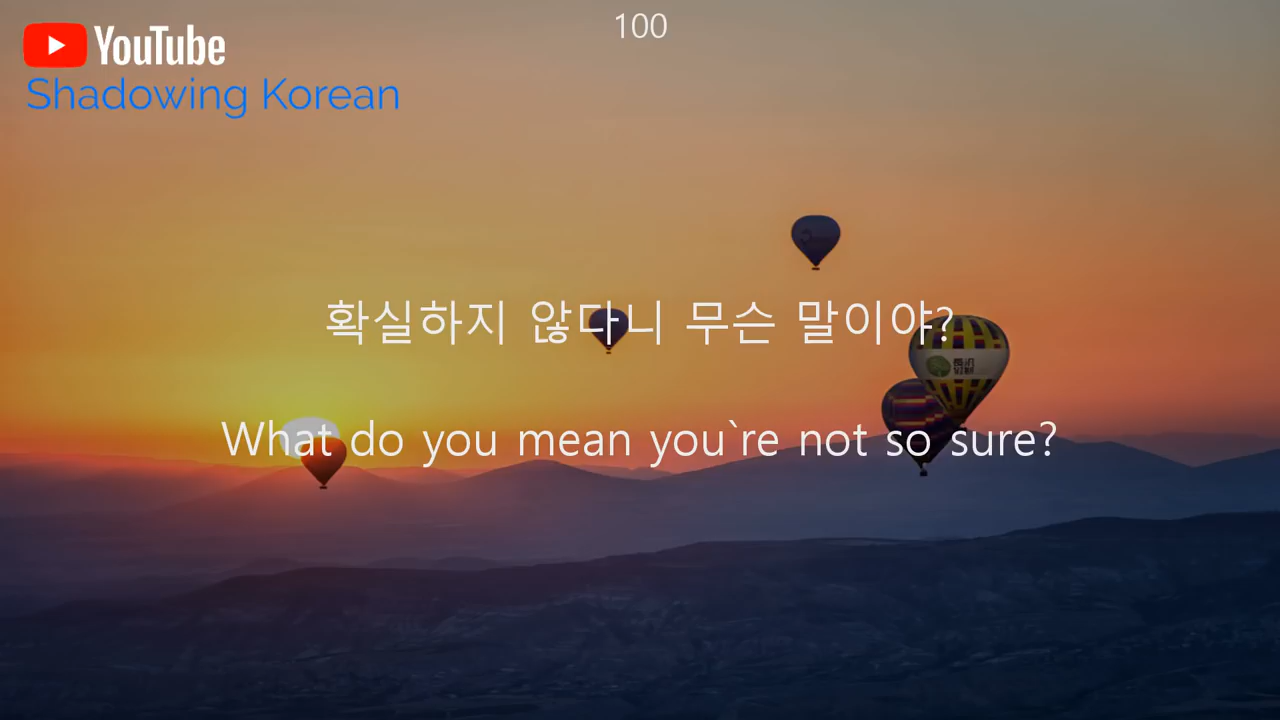 100
YouTube
Shadowing Korean
확실하지 않다니 무슨 말이야?
What do you mean you`re not so sure?